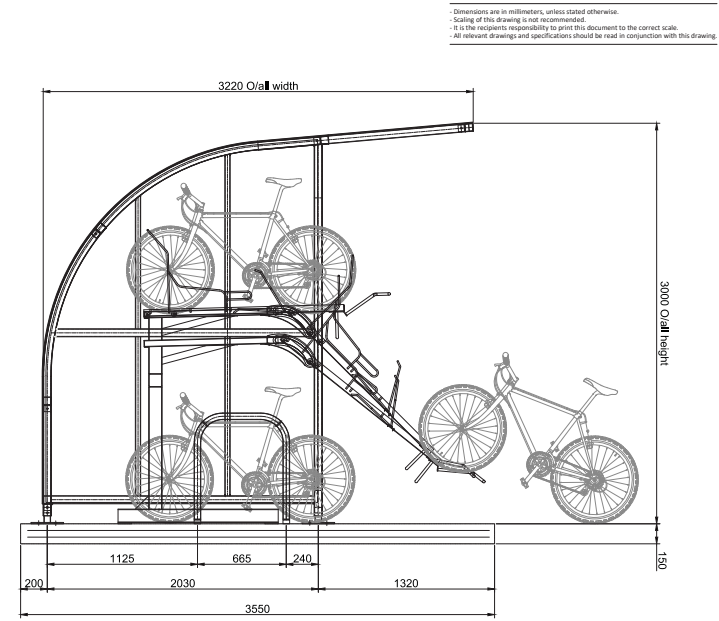 - Dimensions are in millimeters, unless stated otherwise.
- Scaling of this drawing is not recommended.
- It is the recipients responsibility to print this document to the correct scale.
- All relevant drawings and specifications should be read in conjunction with this drawing.
3220 O/all width
3000 O/all height
1125
665
240
150
200
2030
1320
3550